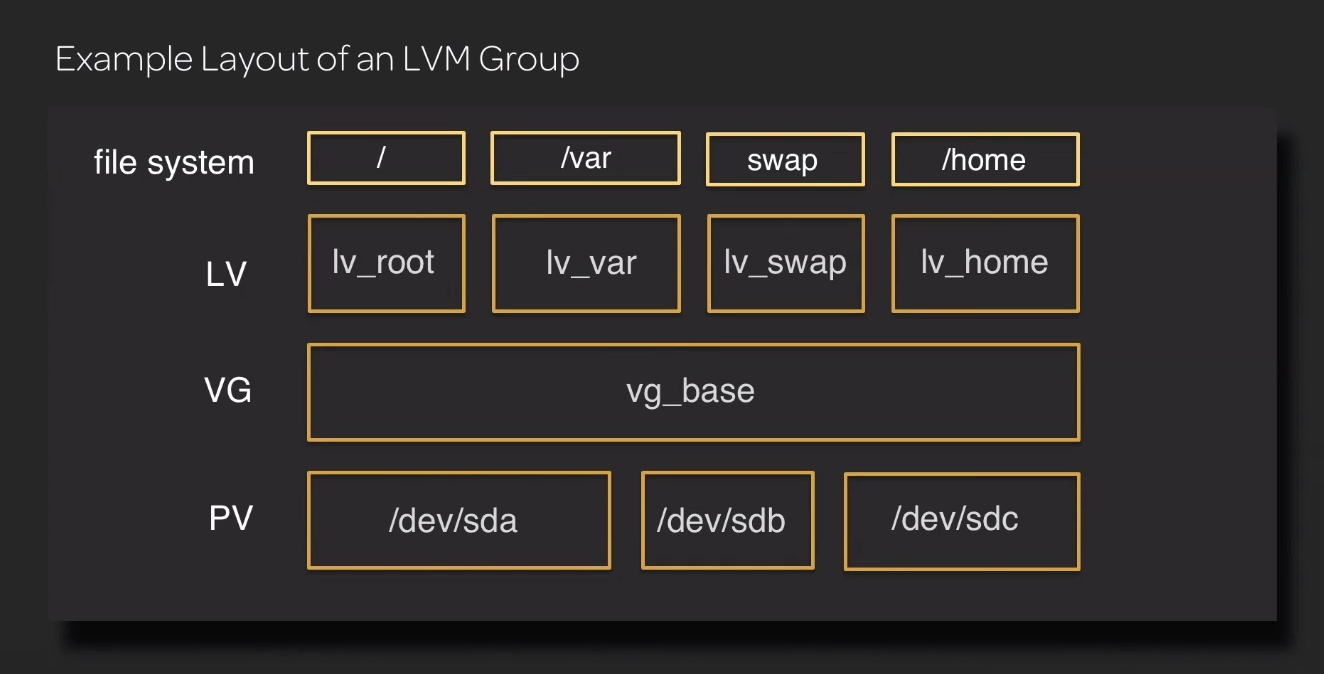 Example Layout of an LVM Group
file system / /var swap /home
LV lv_root lv_var lv_swap lv_home
VG vg_base
PV /dev/sda /dev/sdb /dev/sdc